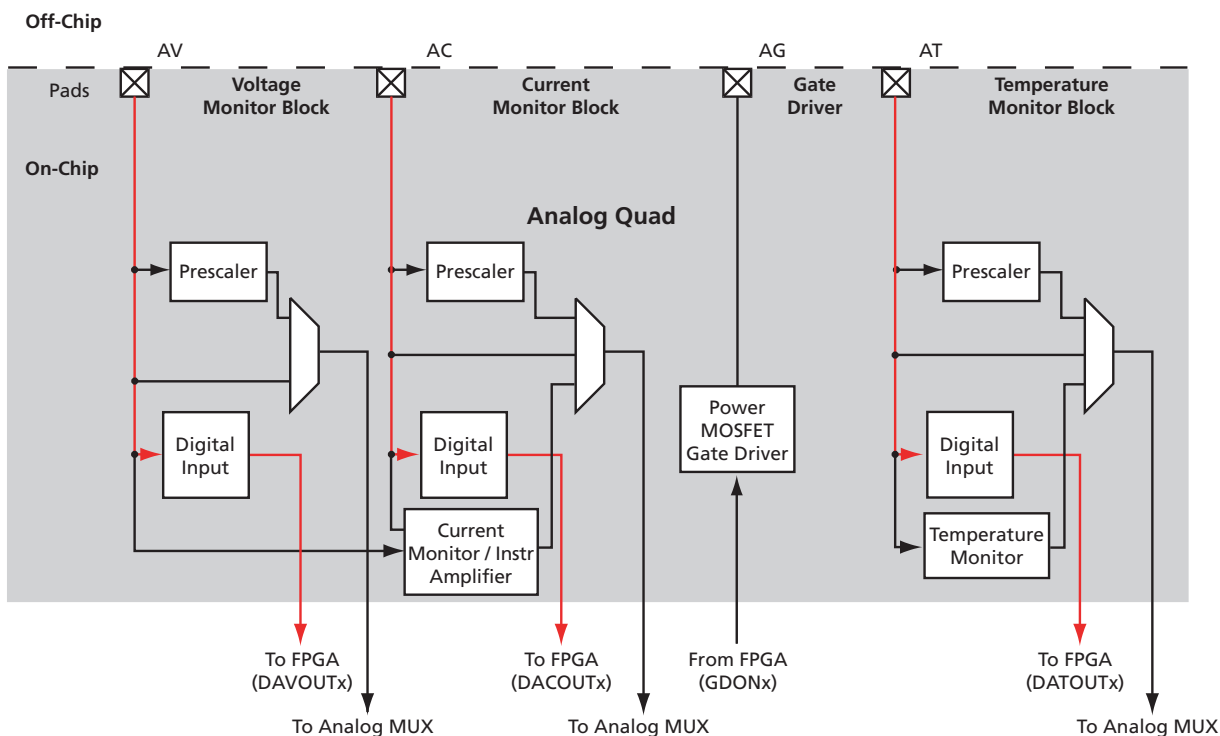 Off-Chip
AV
AC
AG
AT
Pads
Voltage
Monitor Block
Current
Monitor Block
Gate
Driver
Temperature
Monitor Block
On-Chip
Analog Quad
Prescaler
Prescaler
Prescaler
Power
MOSFET
Gate Driver
Digital
Input
Digital
Input
Digital
Input
Current
Monitor / Instr
Amplifier
Temperature
Monitor
To FPGA
(DAVOUTx)
To FPGA
(DACOUTx)
From FPGA
(GDONx)
To FPGA
(DATOUTx)
To Analog MUX
To Analog MUX
To Analog MUX